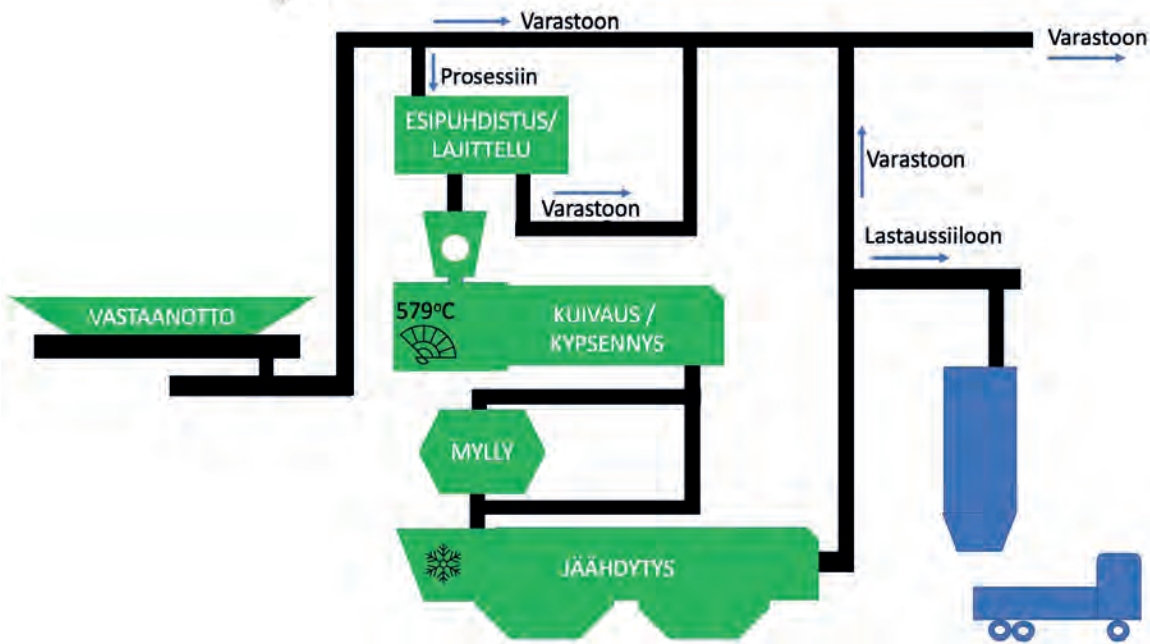 Varastoon
Varastoon
Prosessiin
ESIPUHDISTUS/
LAJITTELU
Varastoon
Varastoon
Lastaussiiloon
VASTAANOTTO
579°C
KUIVAUS /
KYPSENNYS
MYLLY
JÄÄHDYTYS